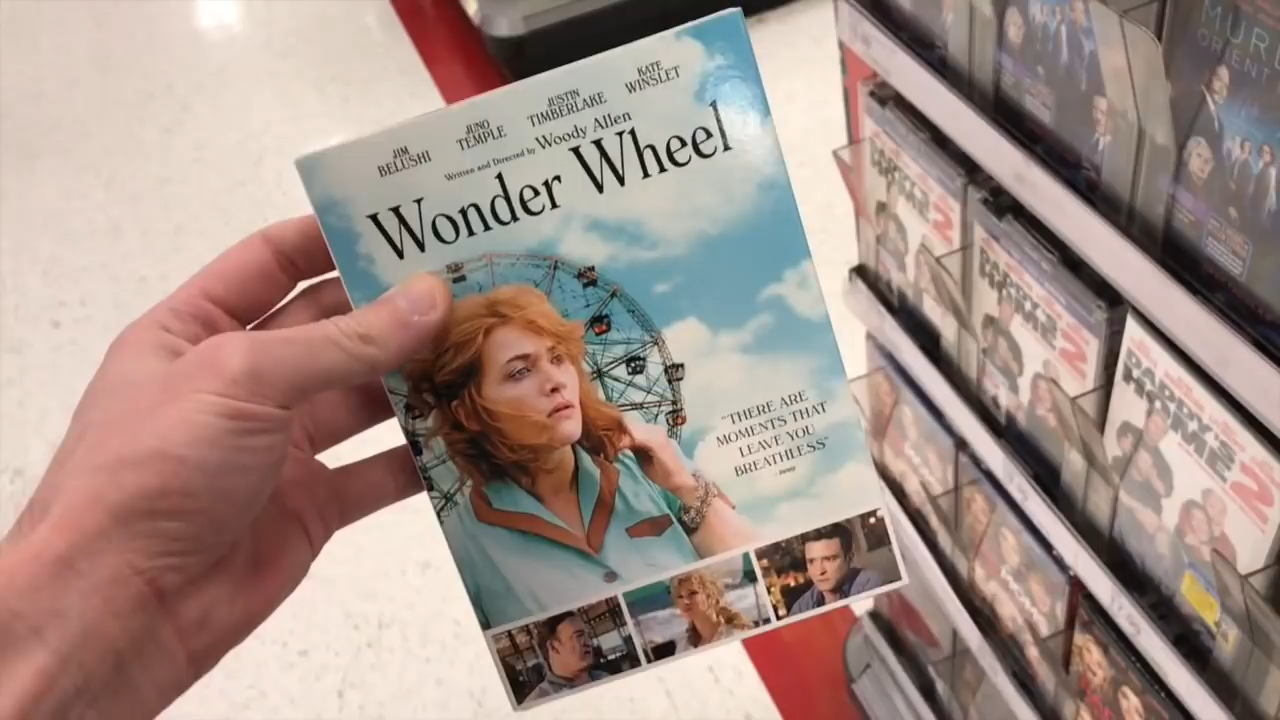 JIM
BELUSHI
JUNO
TEMPLE
JUSTIN
TIMBERLAKE
KATE
WINSLET
Written and Directed by Woody Allen
Wonder Wheel
"THERE ARE
MOMENTS THAT
LEAVE YOU
BREATHLESS"
MUR
ORIENT
DADDY'S
HOME 2
DADDY'S
HOME 2
DADDY'S
HOME 2